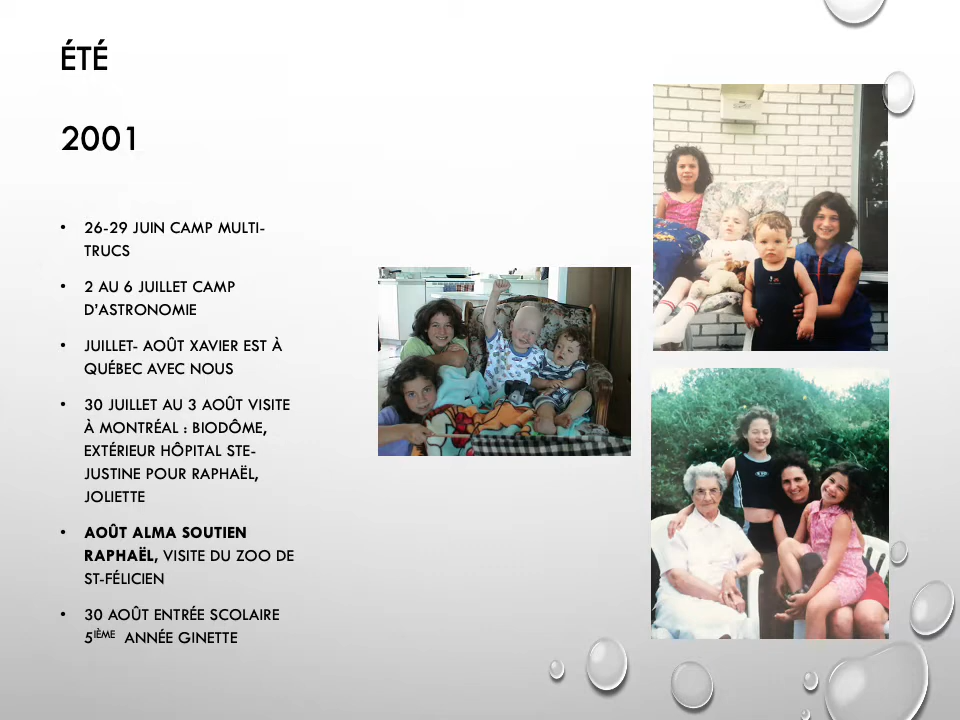 ÉTÉ
2001
• 26-29 JUIN CAMP MULTI-
TRUCS
• 2 AU 6 JUILLET CAMP
D'ASTRONOMIE
• JUILLET- AOÛT XAVIER EST À
QUÉBEC AVEC NOUS
• 30 JUILLET AU 3 AOÛT VISITE
À MONTRÉAL : BIODÔME,
EXTÉRIEUR HÔPITAL STE-
JUSTINE POUR RAPHAËL,
JOLIETTE
• AOÛT ALMA SOUTIEN
RAPHAËL, VISITE DU ZOO DE
ST-FÉLICIEN
• 30 AOÛT ENTRÉE SCOLAIRE
5IÈME ANNÉE GINETTE